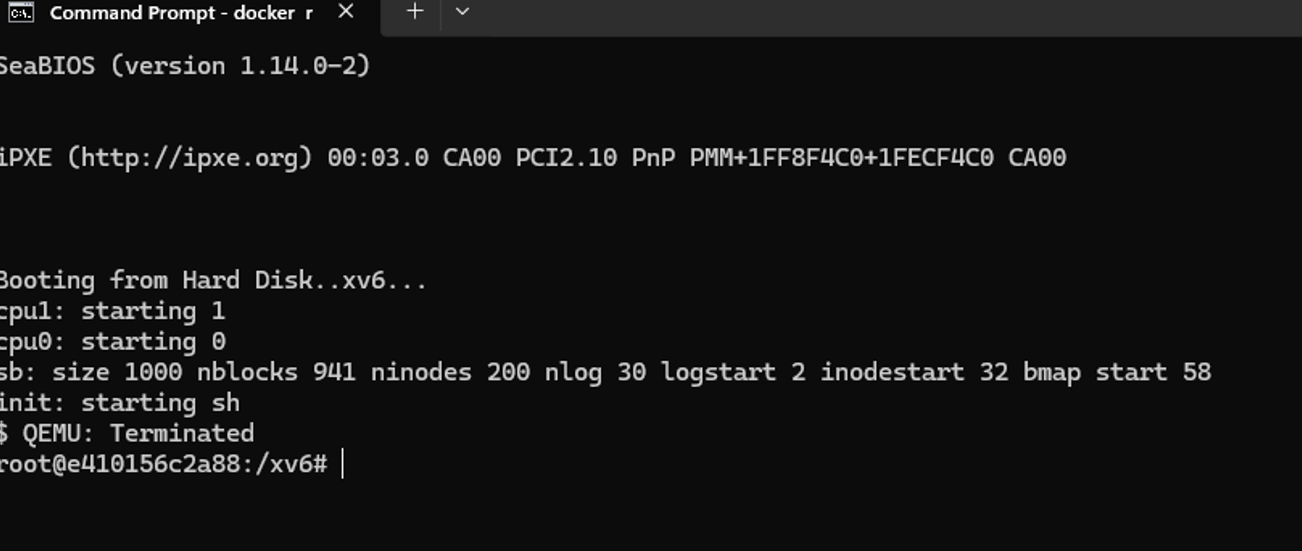 Command Prompt - docker r
SeaBIOS (version 1.14.0-2)
iPXE (http://ipxe.org) 00:03.0 CA00 PCI2.10 PnP PMM+1FF8F4C0+1FECF4C0 CA00
Booting from Hard Disk..xv6...
cpu1: starting 1
cpu0: starting 0
sb: size 1000 nblocks 941 ninodes 200 nlog 30 logstart 2 inodestart 32 bmap start 58
init: starting sh
$ QEMU: Terminated
root@e410156c2a88:/xv6#